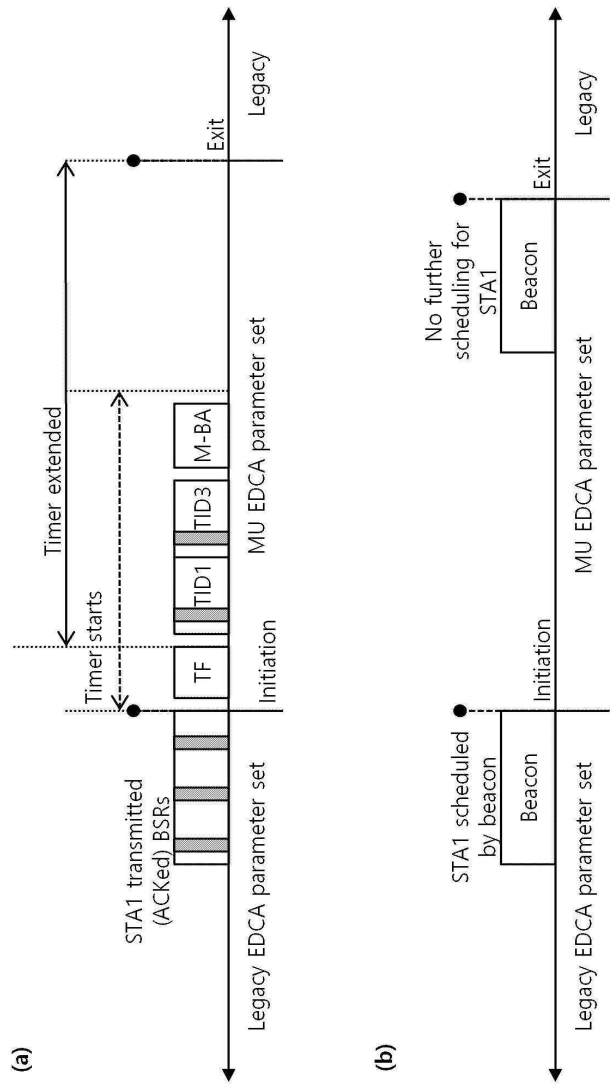 (a)
Timer extended
Timer starts
STA1 transmitted
(ACKed) BSRs
TF
TID1
TID3
M-BA
Initiation
Exit
Legacy EDCA parameter set
MU EDCA parameter set
Legacy
(b)
STA1 scheduled
by beacon
No further
scheduling for
STA1
Beacon
Beacon
Initiation
Exit
Legacy EDCA parameter set
MU EDCA parameter set
Legacy